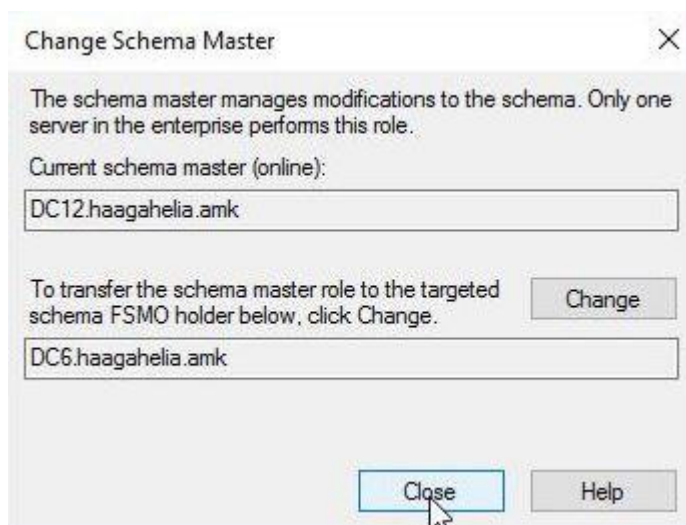 Change Schema Master
The schema master manages modifications to the schema. Only one
server in the enterprise performs this role.
Current schema master (online):
DC12.haagahelia.amk
To transfer the schema master role to the targeted
schema FSMO holder below, click Change.
Change
DC6.haagahelia.amk
Close
Help